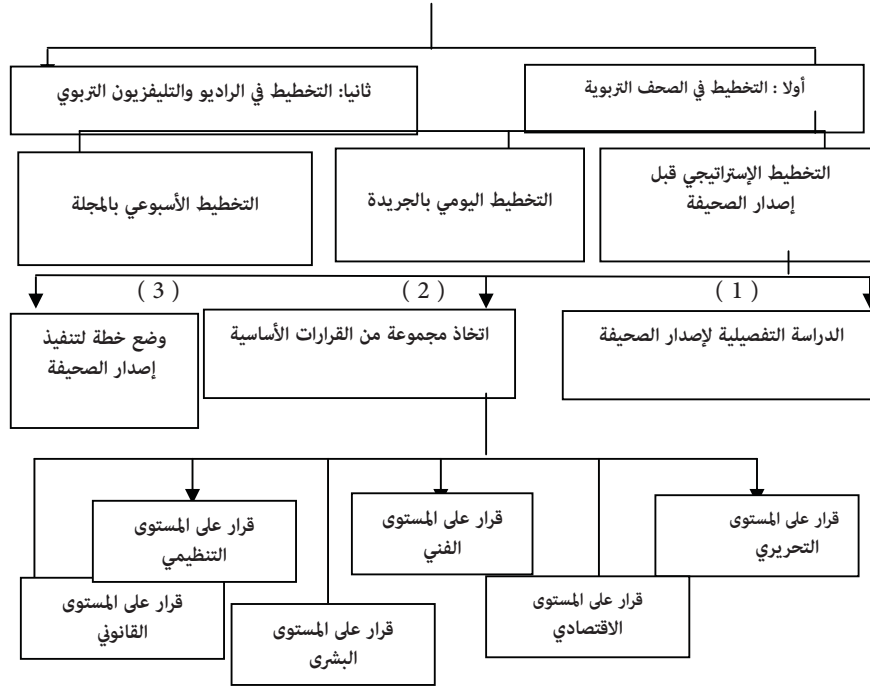 أولا : التخطيط في الصحف التربوية
ثانيا: التخطيط في الراديو والتليفزيون التربوي
التخطيط الإستراتيجي قبل
إصدار الصحيفة
التخطيط اليومي بالجريدة
التخطيط الأسبوعي بالمجلة
( 1 )
( 2 )
( 3 )
الدراسة التفصيلية لإصدار الصحيفة
اتخاذ مجموعة من القرارات الأساسية
وضع خطة لتنفيذ
إصدار الصحيفة
قرار على المستوى
التحريري
قرار على المستوى
الفني
قرار على المستوى
التنظيمي
قرار على المستوى
الاقتصادي
قرار على المستوى
البشرى
قرار على المستوى
القانوني